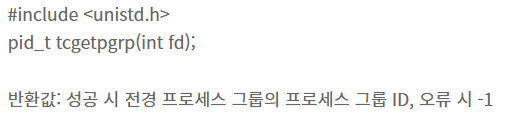 #include <unistd.h>
pid_t tcgetpgrp(int fd);
반환값: 성공 시 전경 프로세스 그룹의 프로세스 그룹 ID, 오류 시 -1